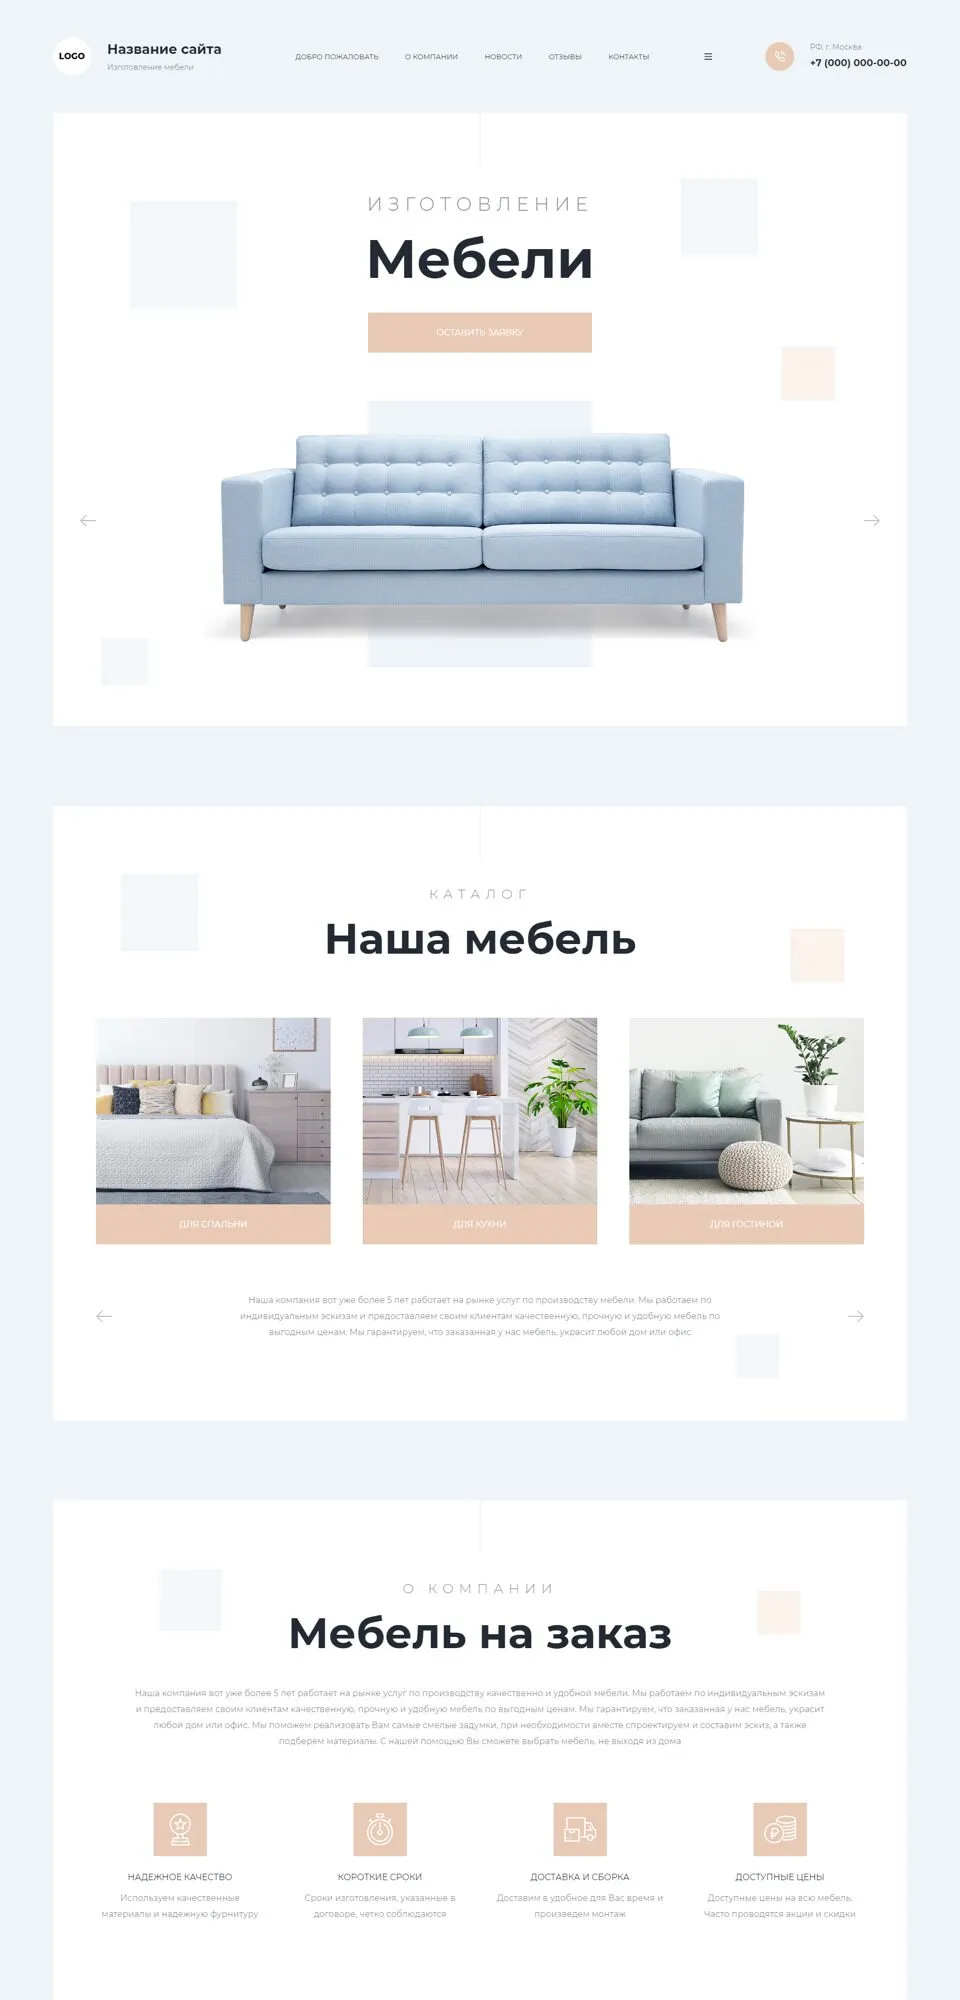 LOGO
Название сайта
Изготовление мебели
ДОБРО ПОЖАЛОВАТЬ
О КОМПАНИИ
НОВОСТИ
ОТЗЫВЫ
КОНТАКТЫ
РФ, г. Москва
+7 (000) 000-00-00
ИЗГОТОВЛЕНИЕ
Мебели
ОСТАВИТЬ ЗАЯВКУ
КАТАЛОГ
Наша мебель
ДЛЯ СПАЛЬНИ
ДЛЯ КУХНИ
ДЛЯ ГОСТИНОЙ
Наша компания вот уже более 5 лет работает на рынке услуг по производству мебели. Мы работаем по
индивидуальным эскизам и предоставляем своим клиентам качественную, прочную и удобную мебель по
выгодным ценам. Мы гарантируем, что заказанная у нас мебель, украсит любой дом или офис
О КОМПАНИИ
Мебель на заказ
Наша компания вот уже более 5 лет работает на рынке услуг по производству качественно и удобной мебели. Мы работаем по индивидуальным эскизам
и предоставляем своим клиентам качественную, прочную и удобную мебель по выгодным ценам. Мы гарантируем, что заказанная у нас мебель, украсит
любой дом или офис. Мы поможем реализовать Вам самые смелые задумки, при необходимости вместе спроектируем и составим эскиз, а также
подберем материалы. С нашей помощью Вы сможете выбрать мебель, не выходя из дома
НАДЕЖНОЕ КАЧЕСТВО
Используем качественные
материалы и надежную фурнитуру
КОРОТКИЕ СРОКИ
Сроки изготовления, указанные в
договоре, четко соблюдаются
ДОСТАВКА И СБОРКА
Доставим в удобное для Вас время и
произведем монтаж
ДОСТУПНЫЕ ЦЕНЫ
Доступные цены на всю мебель.
Часто проводятся акции и скидки